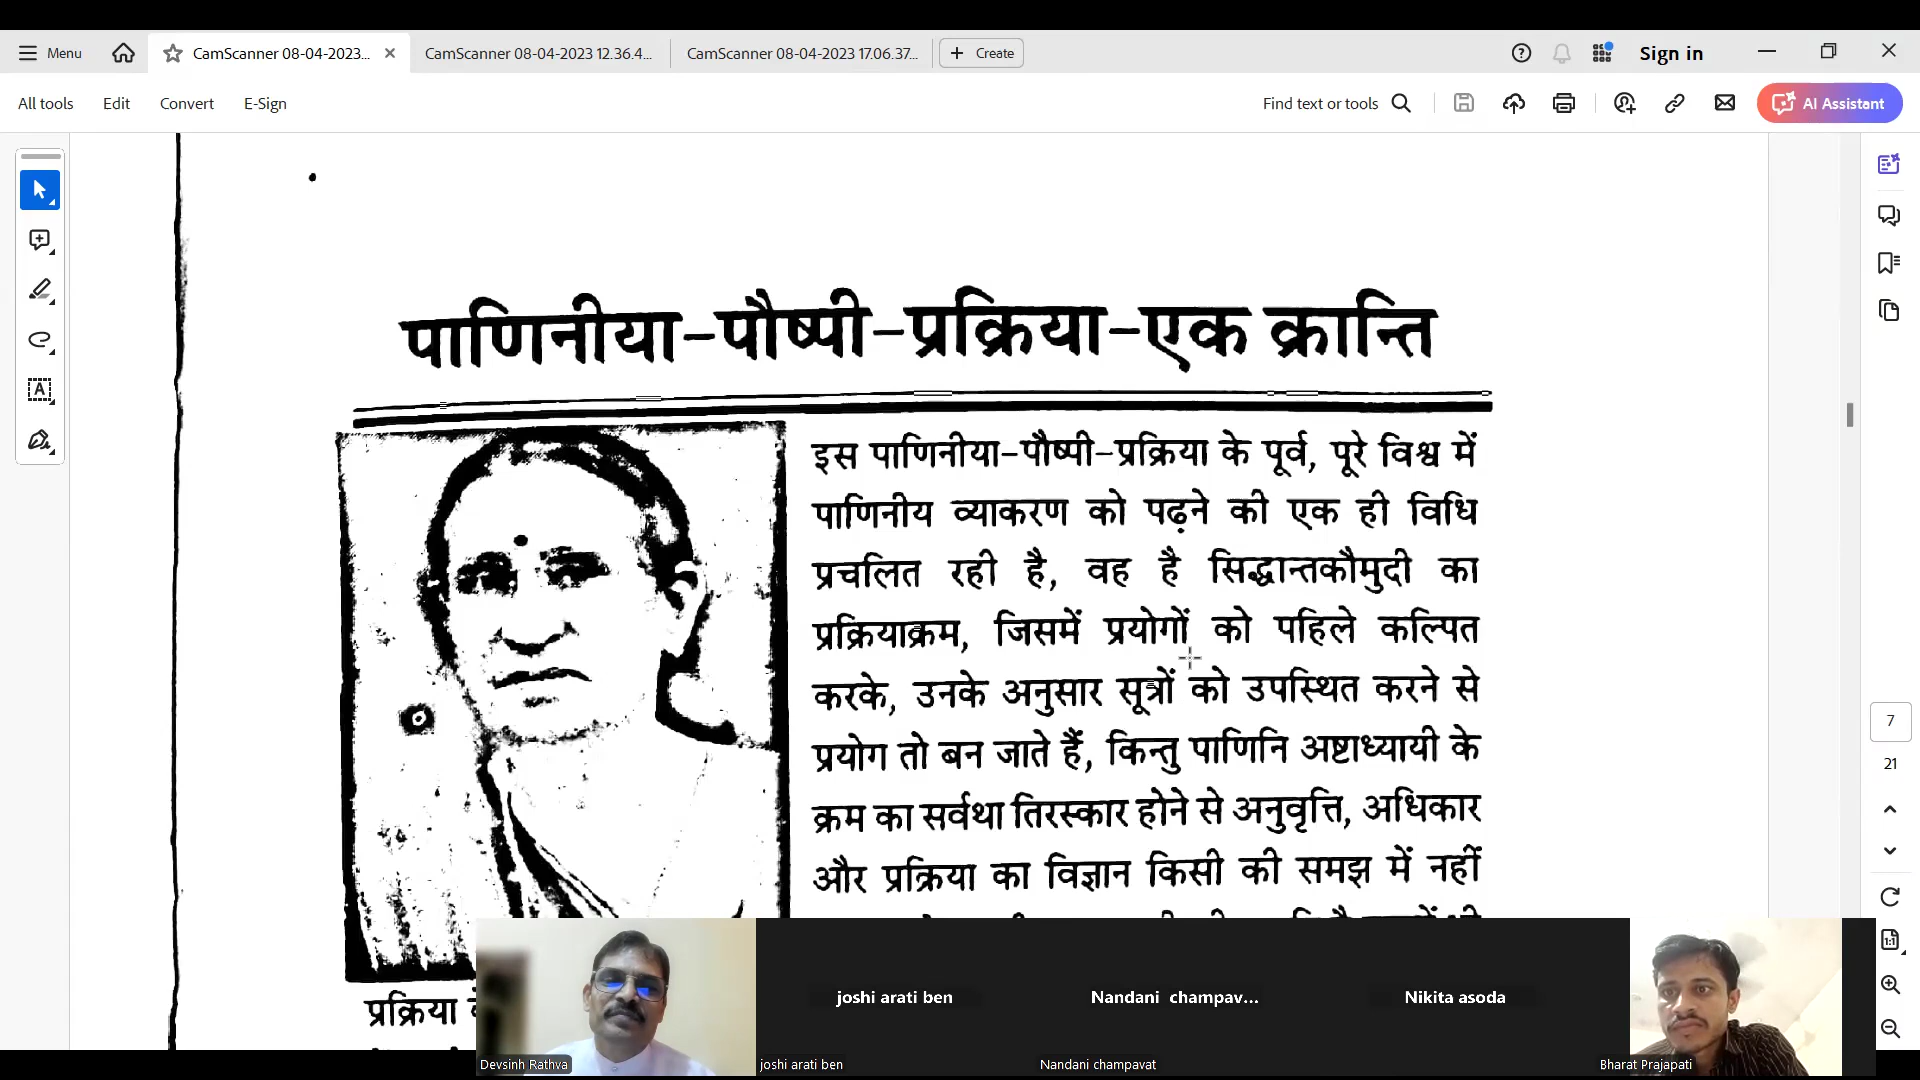 Menu
CamScanner 08-04-2023...
CamScanner 08-04-2023 12.36.4...
CamScanner 08-04-2023 17.06.37...
Create
Sign in
All tools
Edit
Convert
E-Sign
Find text or tools
AI Assistant
पाणिनीया-पौष्पी-प्रक्रिया-एक क्रान्ति
इस पाणिनीया-पौष्पी-प्रक्रिया के पूर्व, पूरे विश्व में
पाणिनीय व्याकरण को पढ़ने की एक ही विधि
प्रचलित रही है, वह है सिद्धान्तकौमुदी का
प्रक्रियाक्रम, जिसमें प्रयोगों को पहिले कल्पित
करके, उनके अनुसार सूत्रों को उपस्थित करने से
प्रयोग तो बन जाते हैं, किन्तु पाणिनि अष्टाध्यायी के
क्रम का सर्वथा तिरस्कार होने से अनुवृत्ति, अधिकार
और प्रक्रिया का विज्ञान किसी की समझ में नहीं
प्रक्रिया
7
21
joshi arati ben
Nandani champav...
Nikita asoda
Devsinh Rathva
joshi arati ben
Nandani champavat
Bharat Prajapati